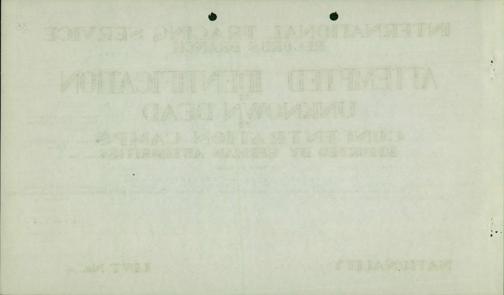 INTERNATIONAL TRACING SERVICE
RECORDS BRANCH
ATTEMPTED IDENTIFICATION
UNKNOWN DEAD
CONCENTRATION CAMPS
REPORTED BY GERMAN AUTHORITIES
NATIONALITY LIST No.